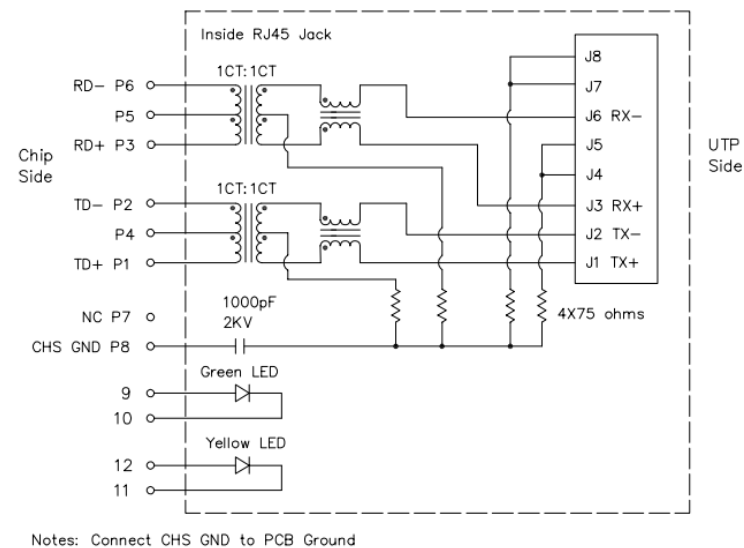 Inside RJ45 Jack
1CT:1CT
RD- P6
P5
RD+ P3
Chip
Side
1CT:1CT
TD- P2
P4
TD+ P1
J8
J7
J6 RX-
J5
J4
J3 RX+
J2 TX-
J1 TX+
UTP
Side
4X75 ohms
1000pF
2KV
NC P7
CHS GND P8
Green LED
9
10
Yellow LED
12
11
Notes: Connect CHS GND to PCB Ground